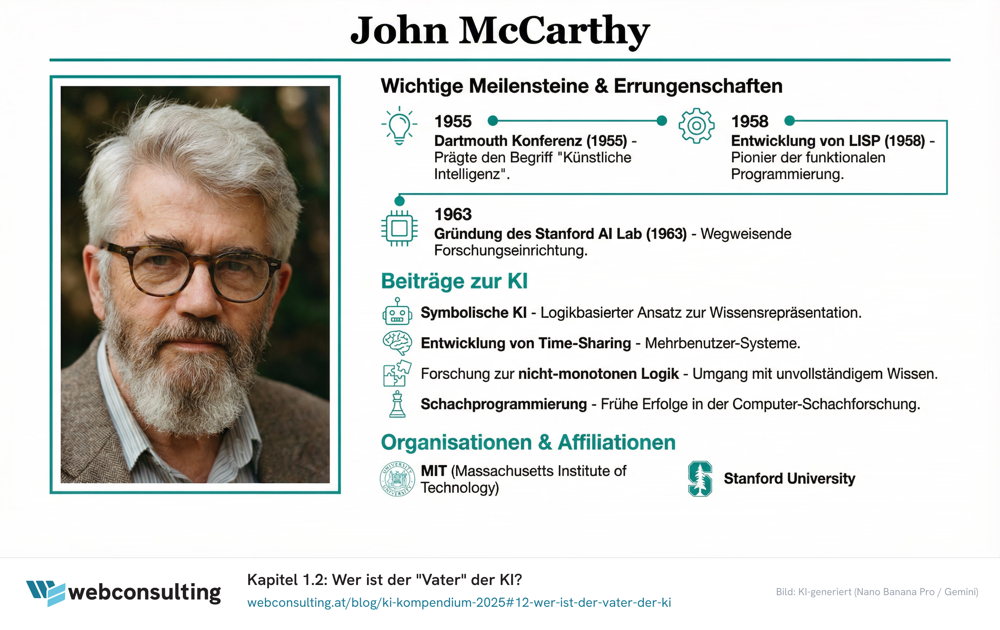 John McCarthy
Wichtige Meilensteine & Errungenschaften
1955
Dartmouth Konferenz (1955) -
Prägte den Begriff "Künstliche
Intelligenz".
1958
Entwicklung von LISP (1958) -
Pionier der funktionalen
Programmierung.
1963
Gründung des Stanford AI Lab (1963) - Wegweisende
Forschungseinrichtung.
Beiträge zur KI
Symbolische KI - Logikbasierter Ansatz zur Wissensrepräsentation.
Entwicklung von Time-Sharing - Mehrbenutzer-Systeme.
Forschung zur nicht-monotonen Logik - Umgang mit unvollständigem Wissen.
Schachprogrammierung - Frühe Erfolge in der Computer-Schachforschung.
Organisationen & Affiliationen
UNIVERSITY
UNIVERSITY
MIT (Massachusetts Institute of
Technology)
S
Stanford University
webconsulting
Kapitel 1.2: Wer ist der "Vater" der KI?
webconsulting.at/blog/ki-kompendium-2025#12-wer-ist-der-vater-der-ki
Bild: KI-generiert (Nano Banana Pro / Gemini)